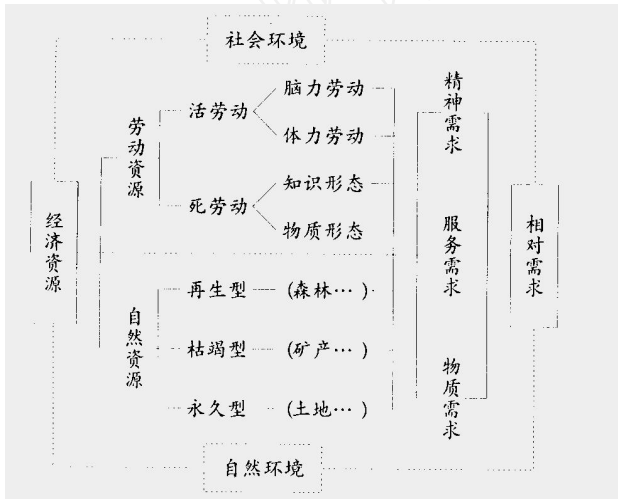 社会环境
脑力劳动
活劳动
体力劳动
劳动资源
知识形态
死劳动
物质形态
经济资源
再生型 (森林…)
自然资源
枯竭型 (矿产…)
永久型 (土地…)
精神需求
服务需求
物质需求
相对需求
自然环境